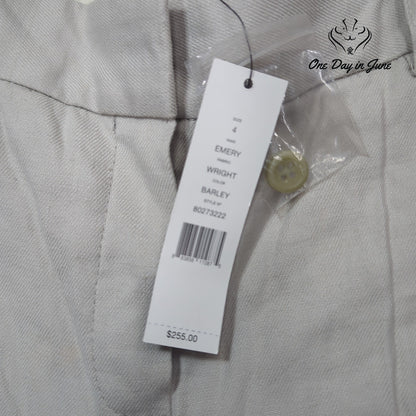 One Day in June
SIZE
4
NAME
EMERY
FABRIC
WRIGHT
COLOR
BARLEY
STYLE N°
80273222
$255.00